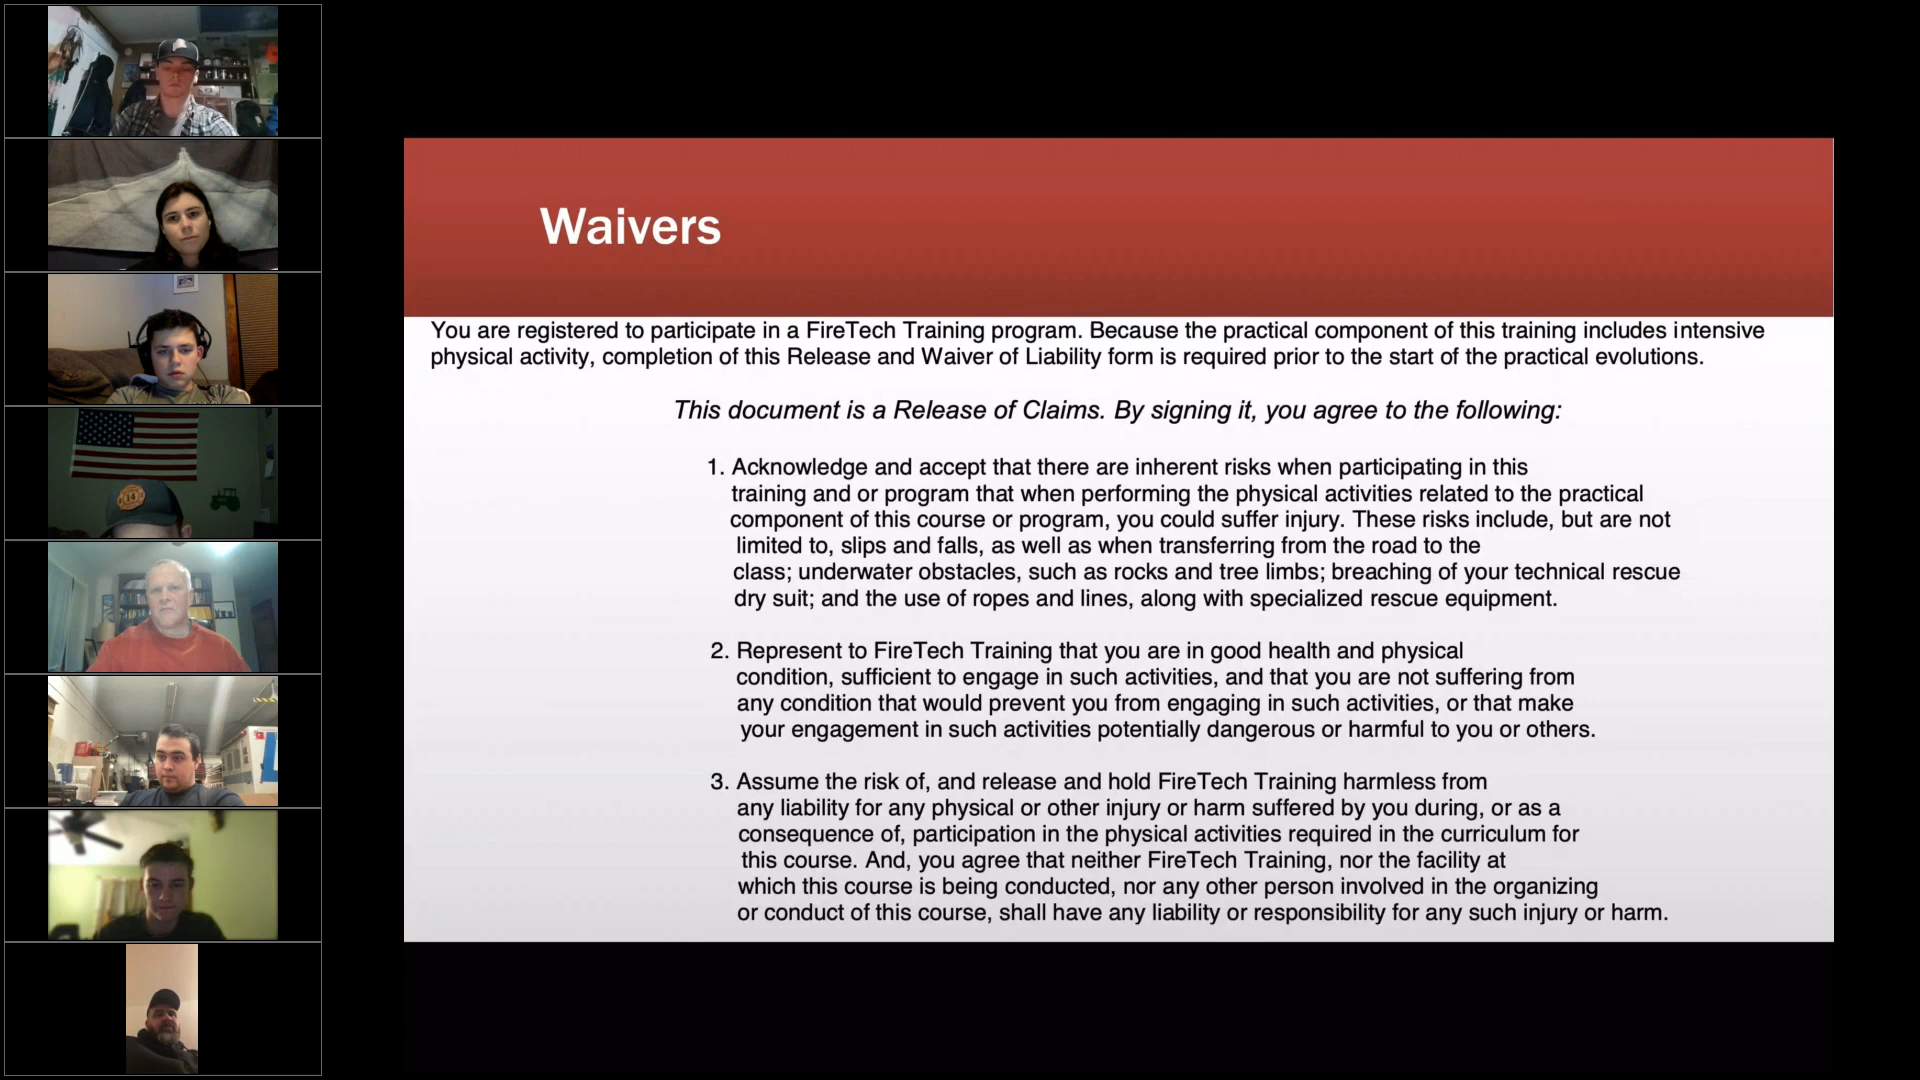 14
Waivers
You are registered to participate in a FireTech Training program. Because the practical component of this training includes intensive
physical activity, completion of this Release and Waiver of Liability form is required prior to the start of the practical evolutions.
This document is a Release of Claims. By signing it, you agree to the following:
1. Acknowledge and accept that there are inherent risks when participating in this
training and or program that when performing the physical activities related to the practical
component of this course or program, you could suffer injury. These risks include, but are not
limited to, slips and falls, as well as when transferring from the road to the
class; underwater obstacles, such as rocks and tree limbs; breaching of your technical rescue
dry suit; and the use of ropes and lines, along with specialized rescue equipment.
2. Represent to FireTech Training that you are in good health and physical
condition, sufficient to engage in such activities, and that you are not suffering from
any condition that would prevent you from engaging in such activities, or that make
your engagement in such activities potentially dangerous or harmful to you or others.
3. Assume the risk of, and release and hold FireTech Training harmless from
any liability for any physical or other injury or harm suffered by you during, or as a
consequence of, participation in the physical activities required in the curriculum for
this course. And, you agree that neither FireTech Training, nor the facility at
which this course is being conducted, nor any other person involved in the organizing
or conduct of this course, shall have any liability or responsibility for any such injury or harm.